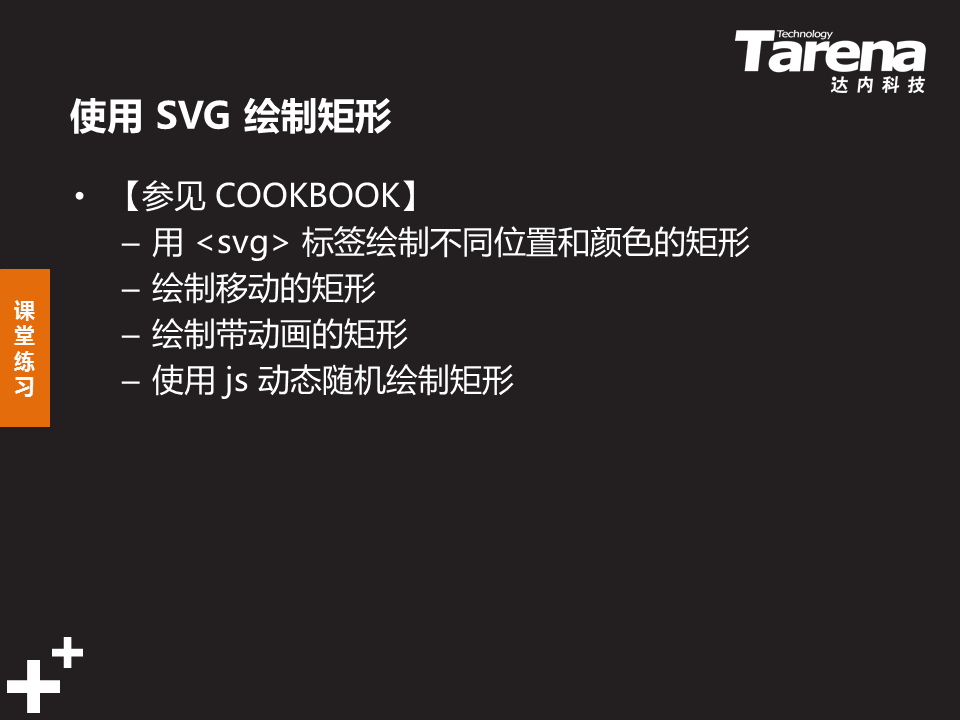 Technology
Tarena
达内科技
使用 SVG 绘制矩形
• 【参见 COOKBOOK】
– 用 <svg> 标签绘制不同位置和颜色的矩形
– 绘制移动的矩形
– 绘制带动画的矩形
– 使用 js 动态随机绘制矩形
课
堂
练
习